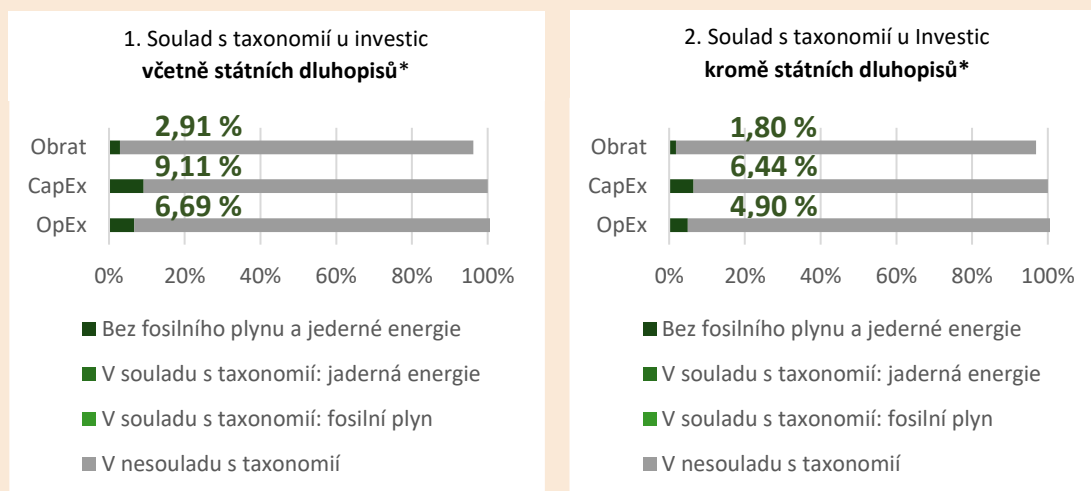 1. Soulad s taxonomií u investic
včetně státních dluhopisů*
Obrat
2,91 %
CapEx
9,11 %
OpEx
6,69 %
0% 20% 40% 60% 80% 100%
Bez fosilního plynu a jederné energie
V souladu s taxonomií: jaderná energie
V souladu s taxonomií: fosilní plyn
V nesouladu s taxonomií
2. Soulad s taxonomií u Investic
kromě státních dluhopisů*
Obrat
1,80 %
CapEx
6,44 %
OpEx
4,90 %
0% 20% 40% 60% 80% 100%
Bez fosilního plynu a jederné energie
V souladu s taxonomií: jaderná energie
V souladu s taxonomií: fosilní plyn
V nesouladu s taxonomií